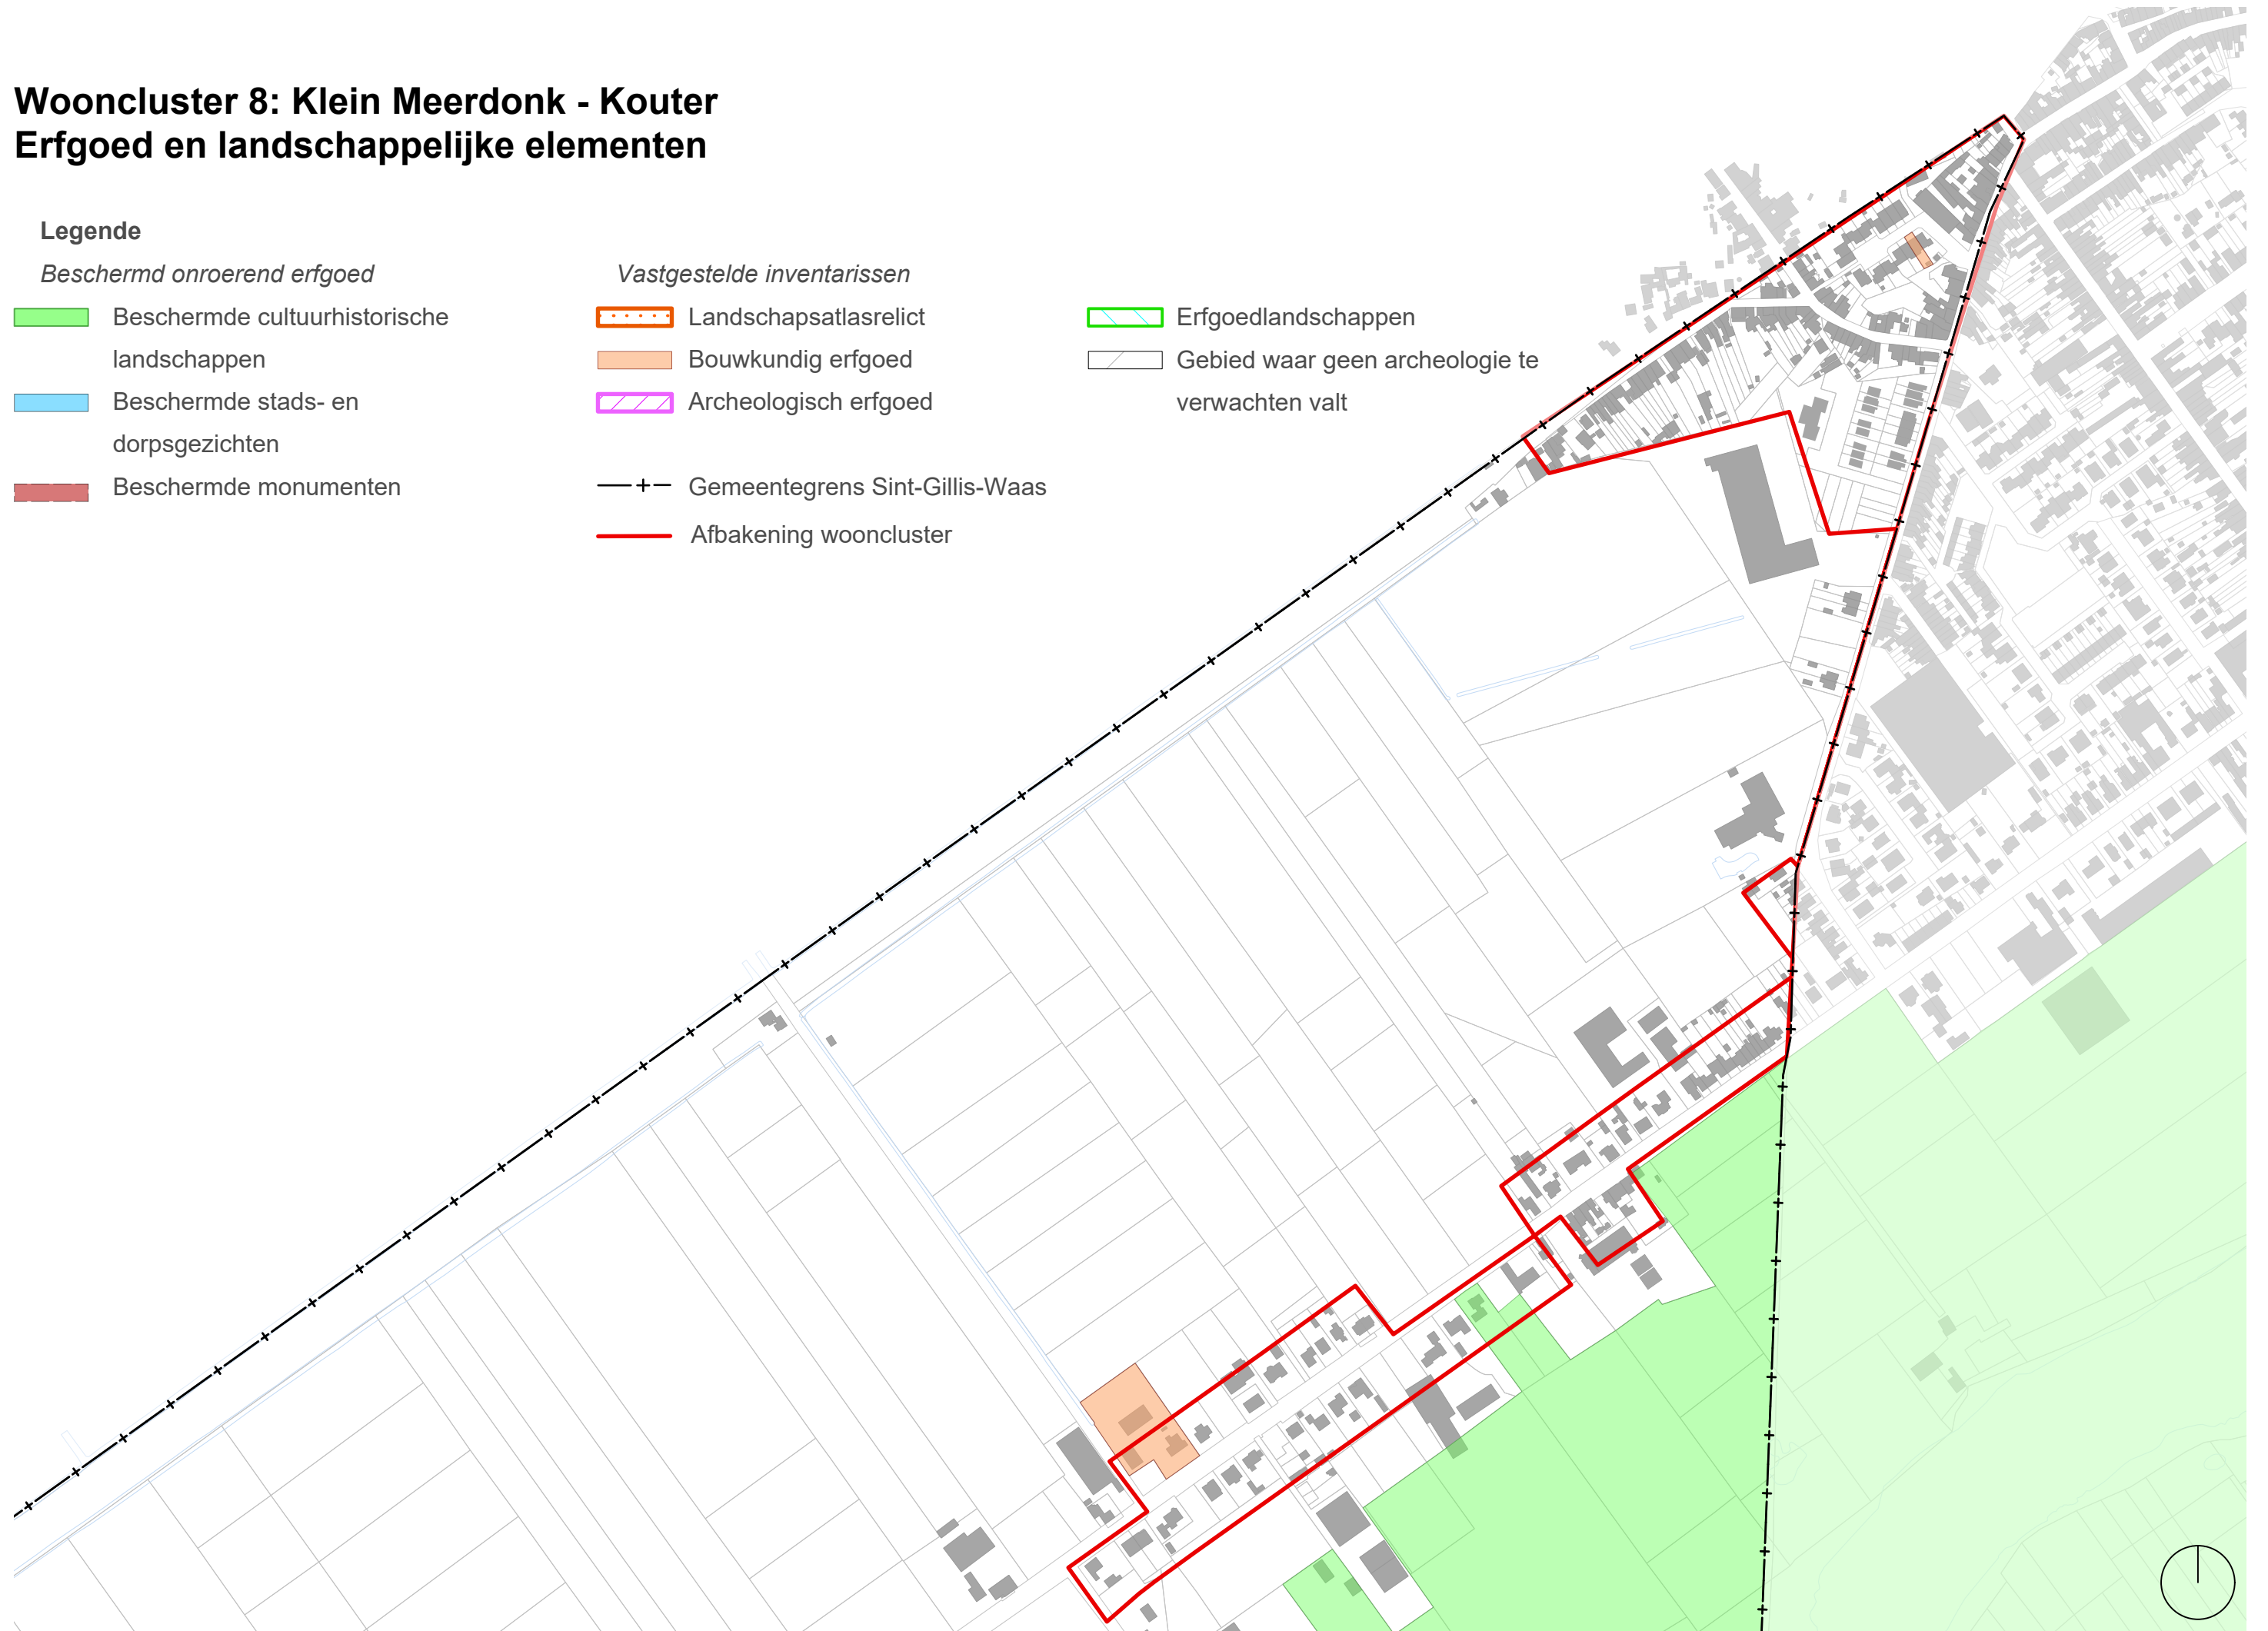 Wooncluster 8: Klein Meerdonk - Kouter
Erfgoed en landschappelijke elementen
Legende
Beschermd onroerend erfgoed
Beschermde cultuurhistorische
landschappen
Beschermde stads- en
dorpsgezichten
Beschermde monumenten
Vastgestelde inventarissen
Landschapsatlasrelict
Bouwkundig erfgoed
Archeologisch erfgoed
Gemeentegrens Sint-Gillis-Waas
Afbakening wooncluster
Erfgoedlandschappen
Gebied waar geen archeologie te
verwachten valt